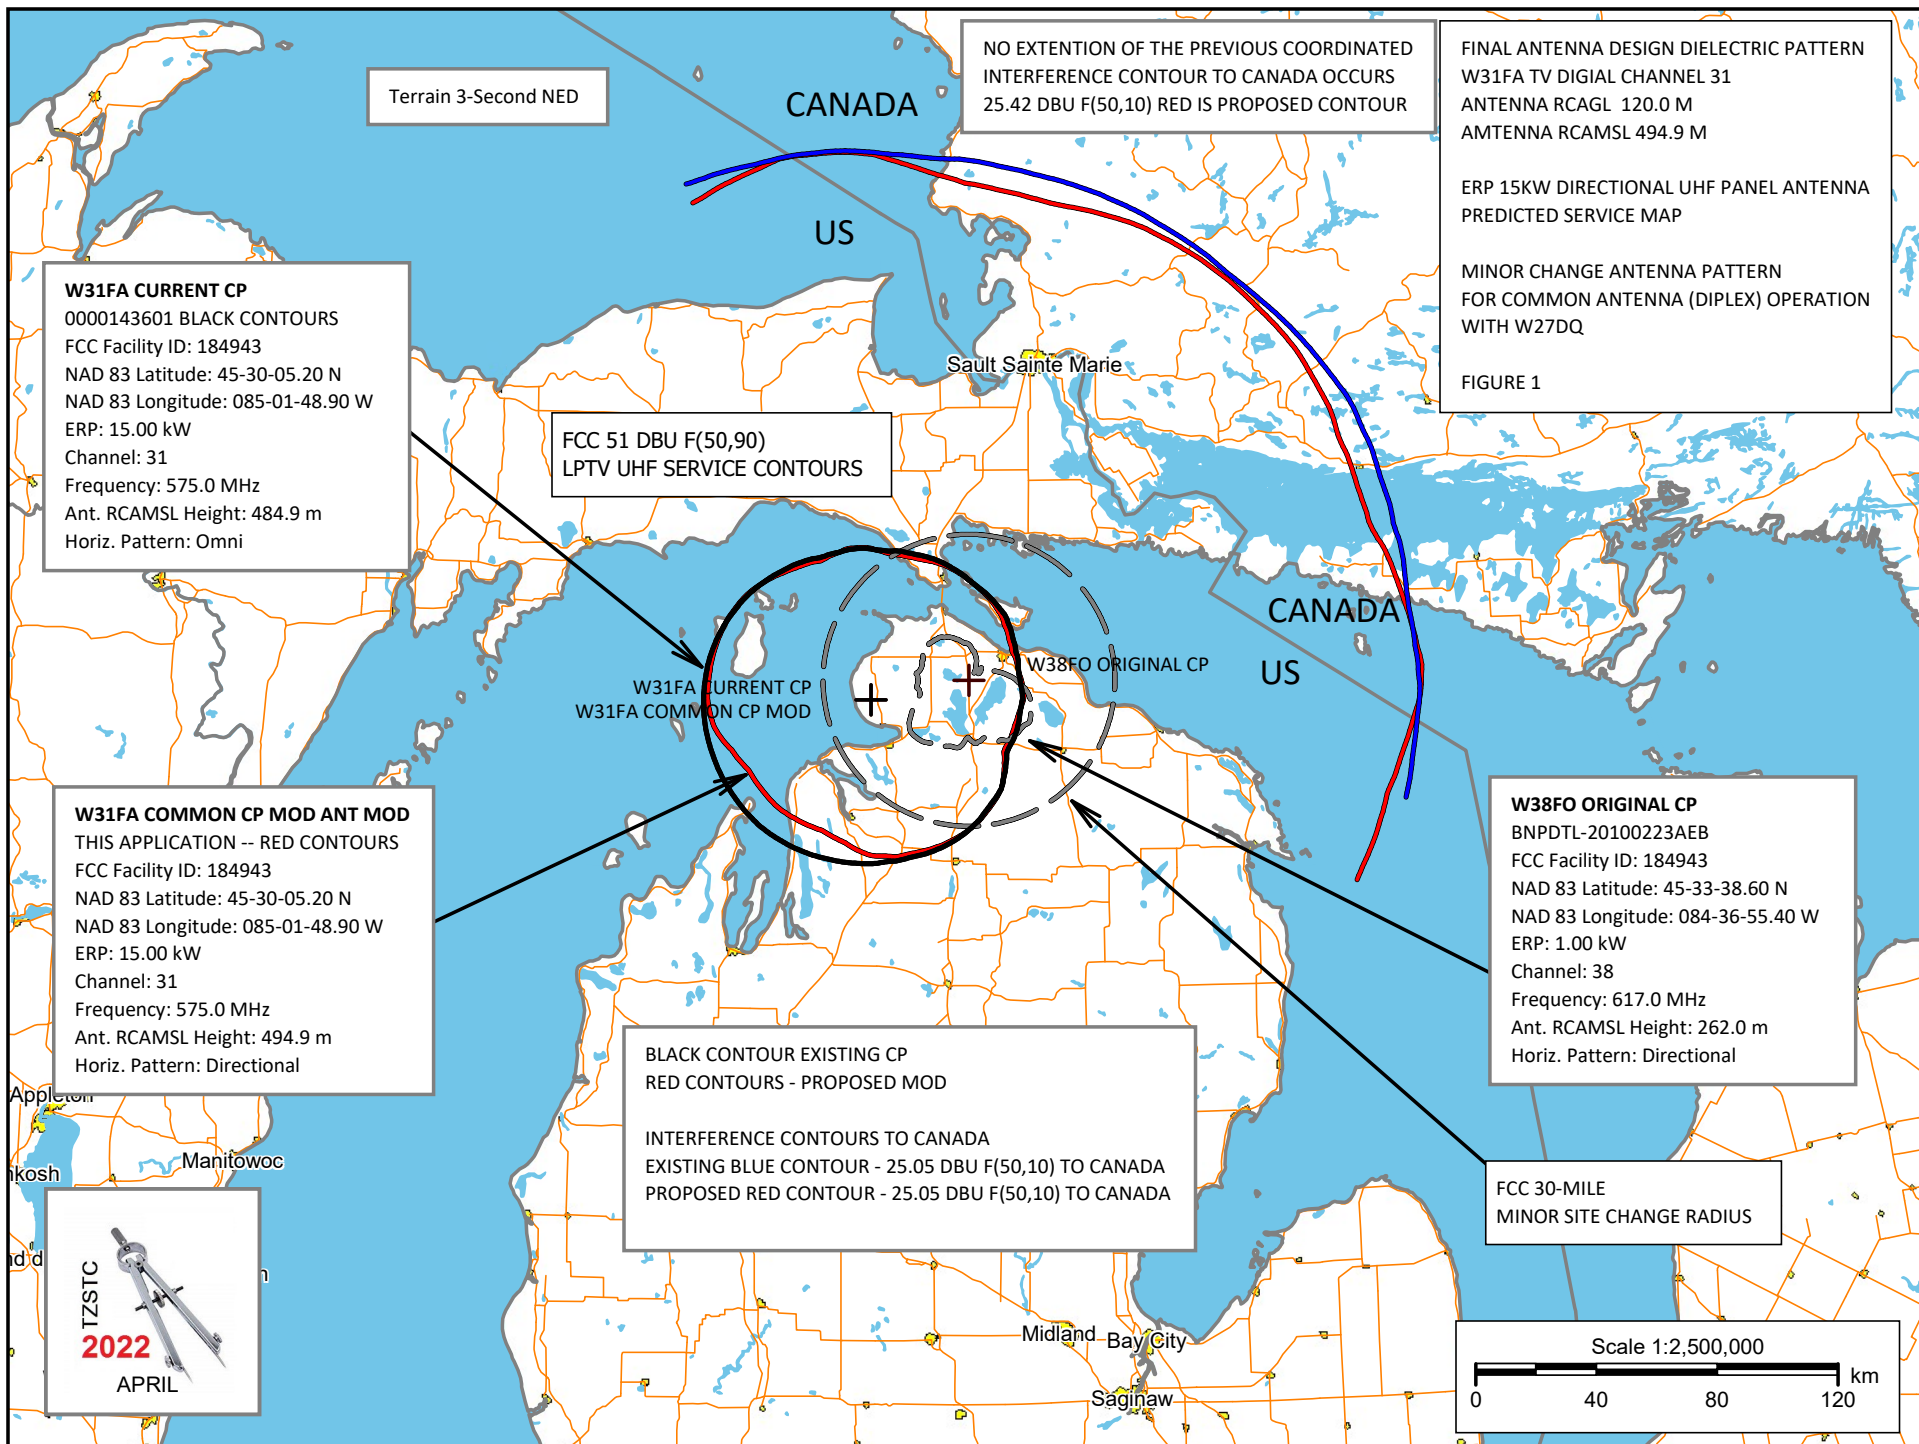 Terrain 3-Second NED
NO EXTENTION OF THE PREVIOUS COORDINATED
INTERFERENCE CONTOUR TO CANADA OCCURS
25.42 DBU F(50,10) RED IS PROPOSED CONTOUR
FINAL ANTENNA DESIGN DIELECTRIC PATTERN
W31FA TV DIGIAL CHANNEL 31
ANTENNA RCAGL 120.0 M
AMTENNA RCAMSL 494.9 M
ERP 15KW DIRECTIONAL UHF PANEL ANTENNA
PREDICTED SERVICE MAP
MINOR CHANGE ANTENNA PATTERN
FOR COMMON ANTENNA (DIPLEX) OPERATION
WITH W27DQ
FIGURE 1
CANADA
US
W31FA CURRENT CP
0000143601 BLACK CONTOURS
FCC Facility ID: 184943
NAD 83 Latitude: 45-30-05.20 N
NAD 83 Longitude: 085-01-48.90 W
ERP: 15.00 kW
Channel: 31
Frequency: 575.0 MHz
Ant. RCAMSL Height: 484.9 m
Horiz. Pattern: Omni
Sault Sainte Marie
FCC 51 DBU F(50,90)
LPTV UHF SERVICE CONTOURS
CANADA
US
W38FO ORIGINAL CP
W31FA CURRENT CP
W31FA COMMON CP MOD
W31FA COMMON CP MOD ANT MOD
THIS APPLICATION -- RED CONTOURS
FCC Facility ID: 184943
NAD 83 Latitude: 45-30-05.20 N
NAD 83 Longitude: 085-01-48.90 W
ERP: 15.00 kW
Channel: 31
Frequency: 575.0 MHz
Ant. RCAMSL Height: 494.9 m
Horiz. Pattern: Directional
W38FO ORIGINAL CP
BNPDTL-20100223AEB
FCC Facility ID: 184943
NAD 83 Latitude: 45-33-38.60 N
NAD 83 Longitude: 084-36-55.40 W
ERP: 1.00 kW
Channel: 38
Frequency: 617.0 MHz
Ant. RCAMSL Height: 262.0 m
Horiz. Pattern: Directional
BLACK CONTOUR EXISTING CP
RED CONTOURS - PROPOSED MOD
INTERFERENCE CONTOURS TO CANADA
EXISTING BLUE CONTOUR - 25.05 DBU F(50,10) TO CANADA
PROPOSED RED CONTOUR - 25.05 DBU F(50,10) TO CANADA
FCC 30-MILE
MINOR SITE CHANGE RADIUS
Appleton
Manitowoc
nkosh
nd d
n
TZSTC
2022
APRIL
Midland
Bay City
Saginaw
Scale 1:2,500,000
km
0 40 80 120